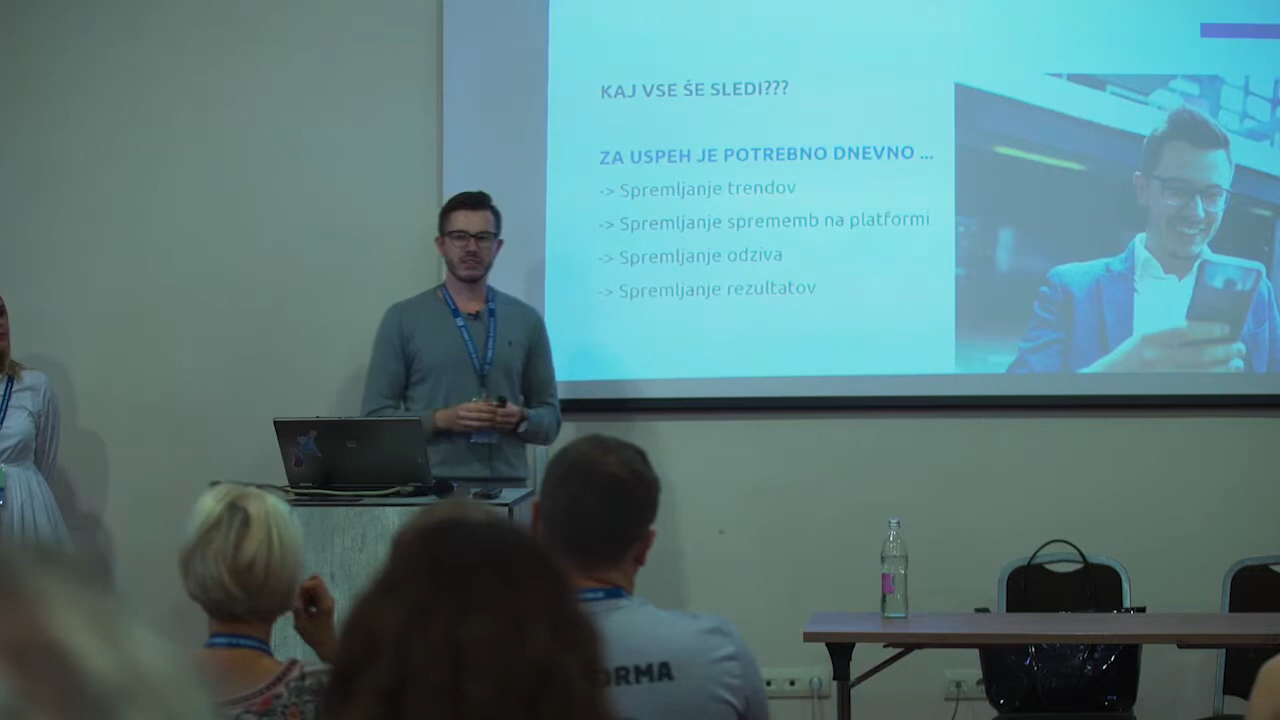 KAJ VSE ŠE SLEDI???
ZA USPEH JE POTREBNO DNEVNO ...
-> Spremljanje trendov
-> Spremljanje sprememb na platformi
-> Spremljanje odziva
-> Spremljanje rezultatov
ORMA